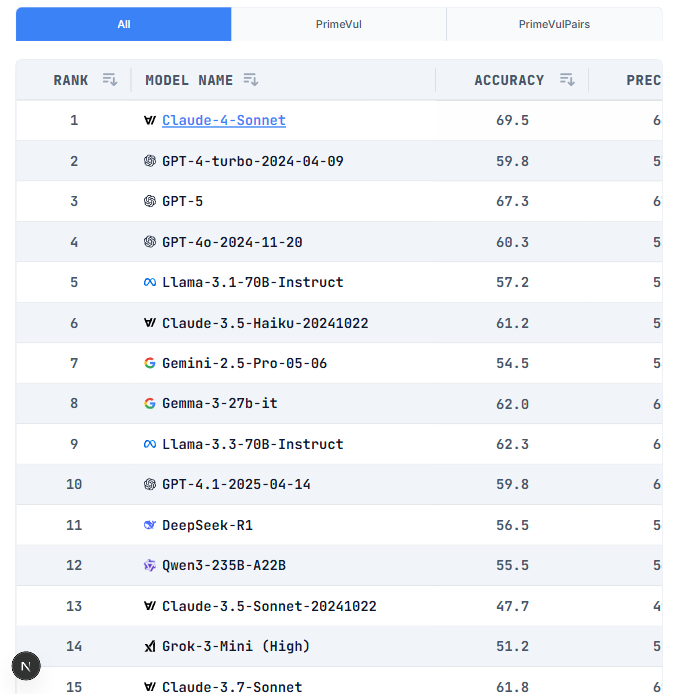 All PrimeVul PrimeVulPairs
RANK MODEL NAME ACCURACY PREC
1 Claude-4-Sonnet 69.5 6
2 GPT-4-turbo-2024-04-09 59.8 5
3 GPT-5 67.3 6
4 GPT-4o-2024-11-20 60.3 5
5 Llama-3.1-70B-Instruct 57.2 5
6 Claude-3.5-Haiku-20241022 61.2 5
7 Gemini-2.5-Pro-05-06 54.5 5
8 Gemma-3-27b-it 62.0 6
9 Llama-3.3-70B-Instruct 62.3 6
10 GPT-4.1-2025-04-14 59.8 6
11 DeepSeek-R1 56.5 5
12 Qwen3-235B-A22B 55.5 5
13 Claude-3.5-Sonnet-20241022 47.7 4
14 Grok-3-Mini (High) 51.2 5
N
15 Claude-3.7-Sonnet 61.8 6